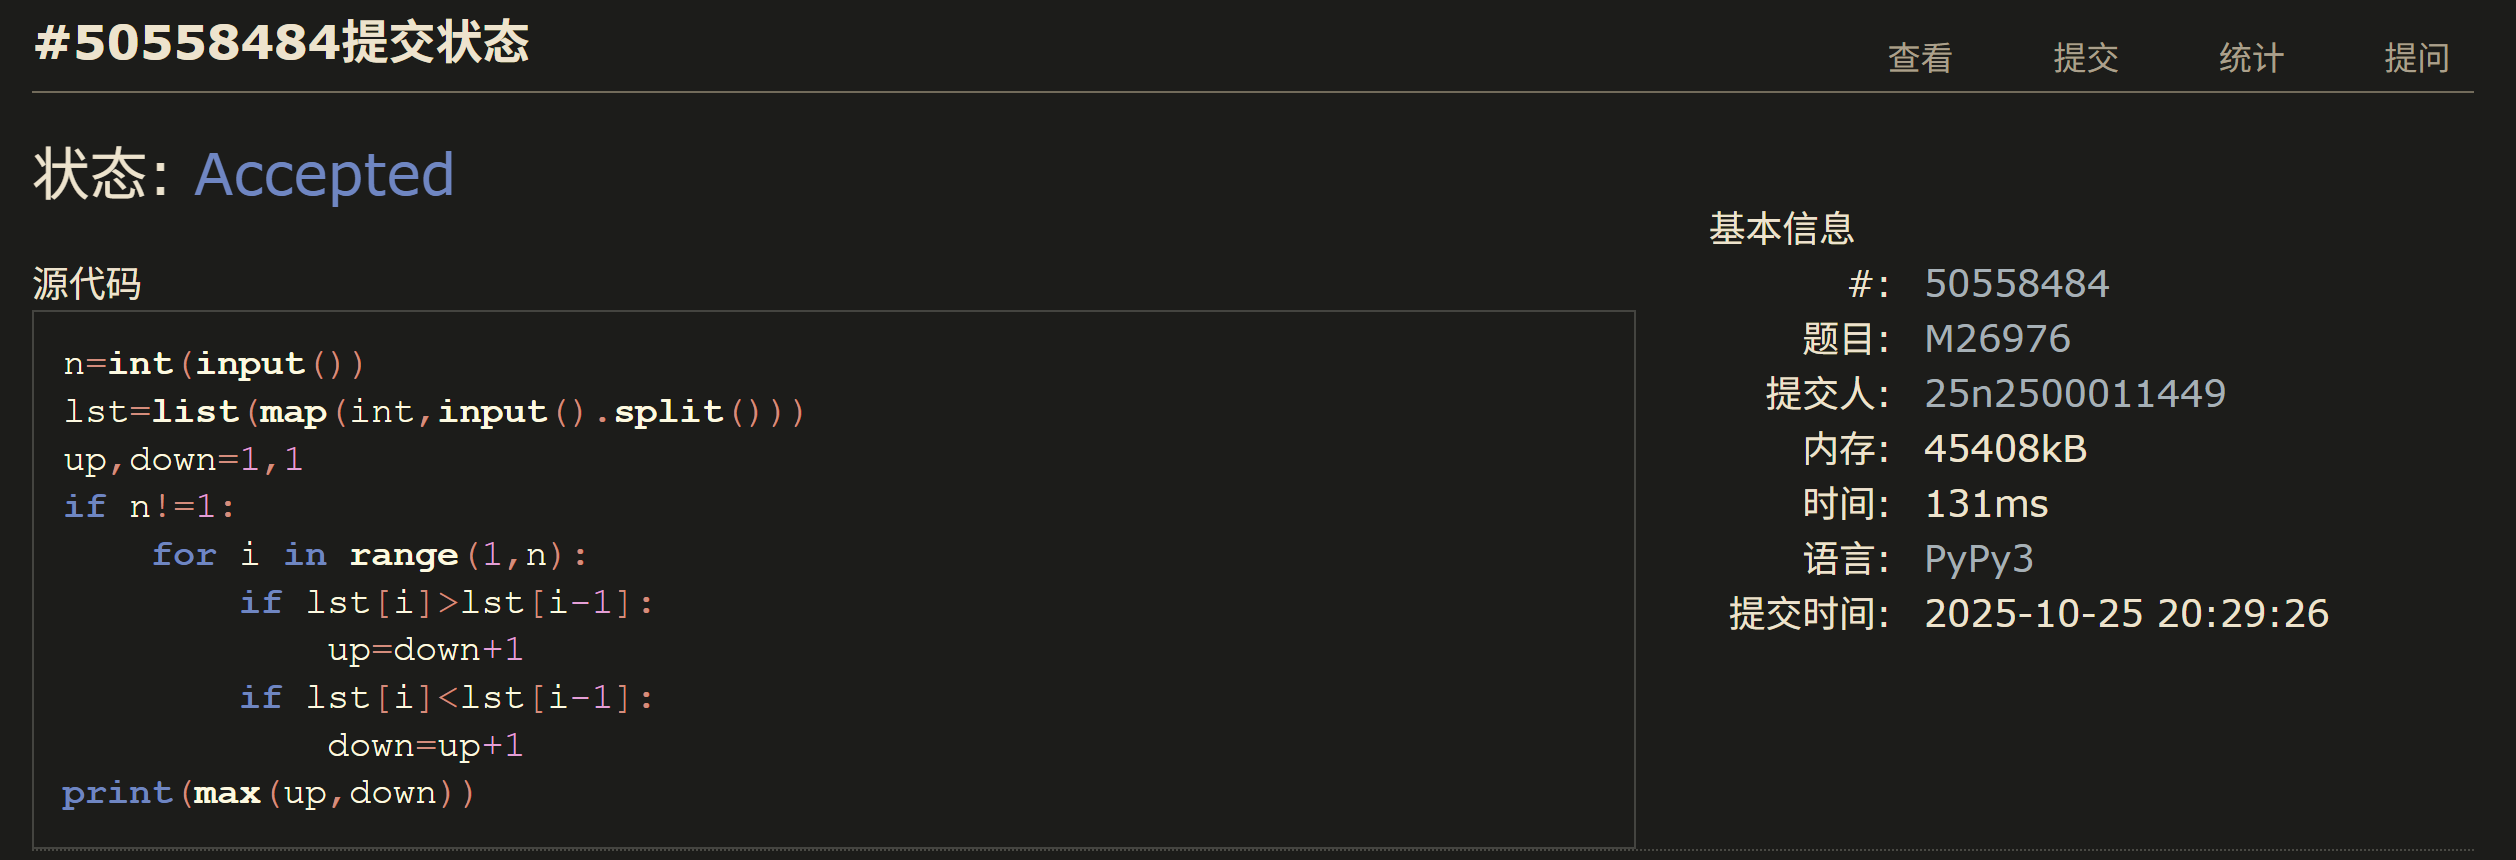 #50558484提交状态
查看 提交 统计 提问
状态: Accepted
源代码
n=int(input())
lst=list(map(int,input().split()))
up,down=1,1
if n!=1:
    for i in range(1,n):
        if lst[i]>lst[i-1]:
            up=down+1
        if lst[i]<lst[i-1]:
            down=up+1
print(max(up,down))
基本信息
#: 50558484
题目: M26976
提交人: 25n2500011449
内存: 45408kB
时间: 131ms
语言: PyPy3
提交时间: 2025-10-25 20:29:26